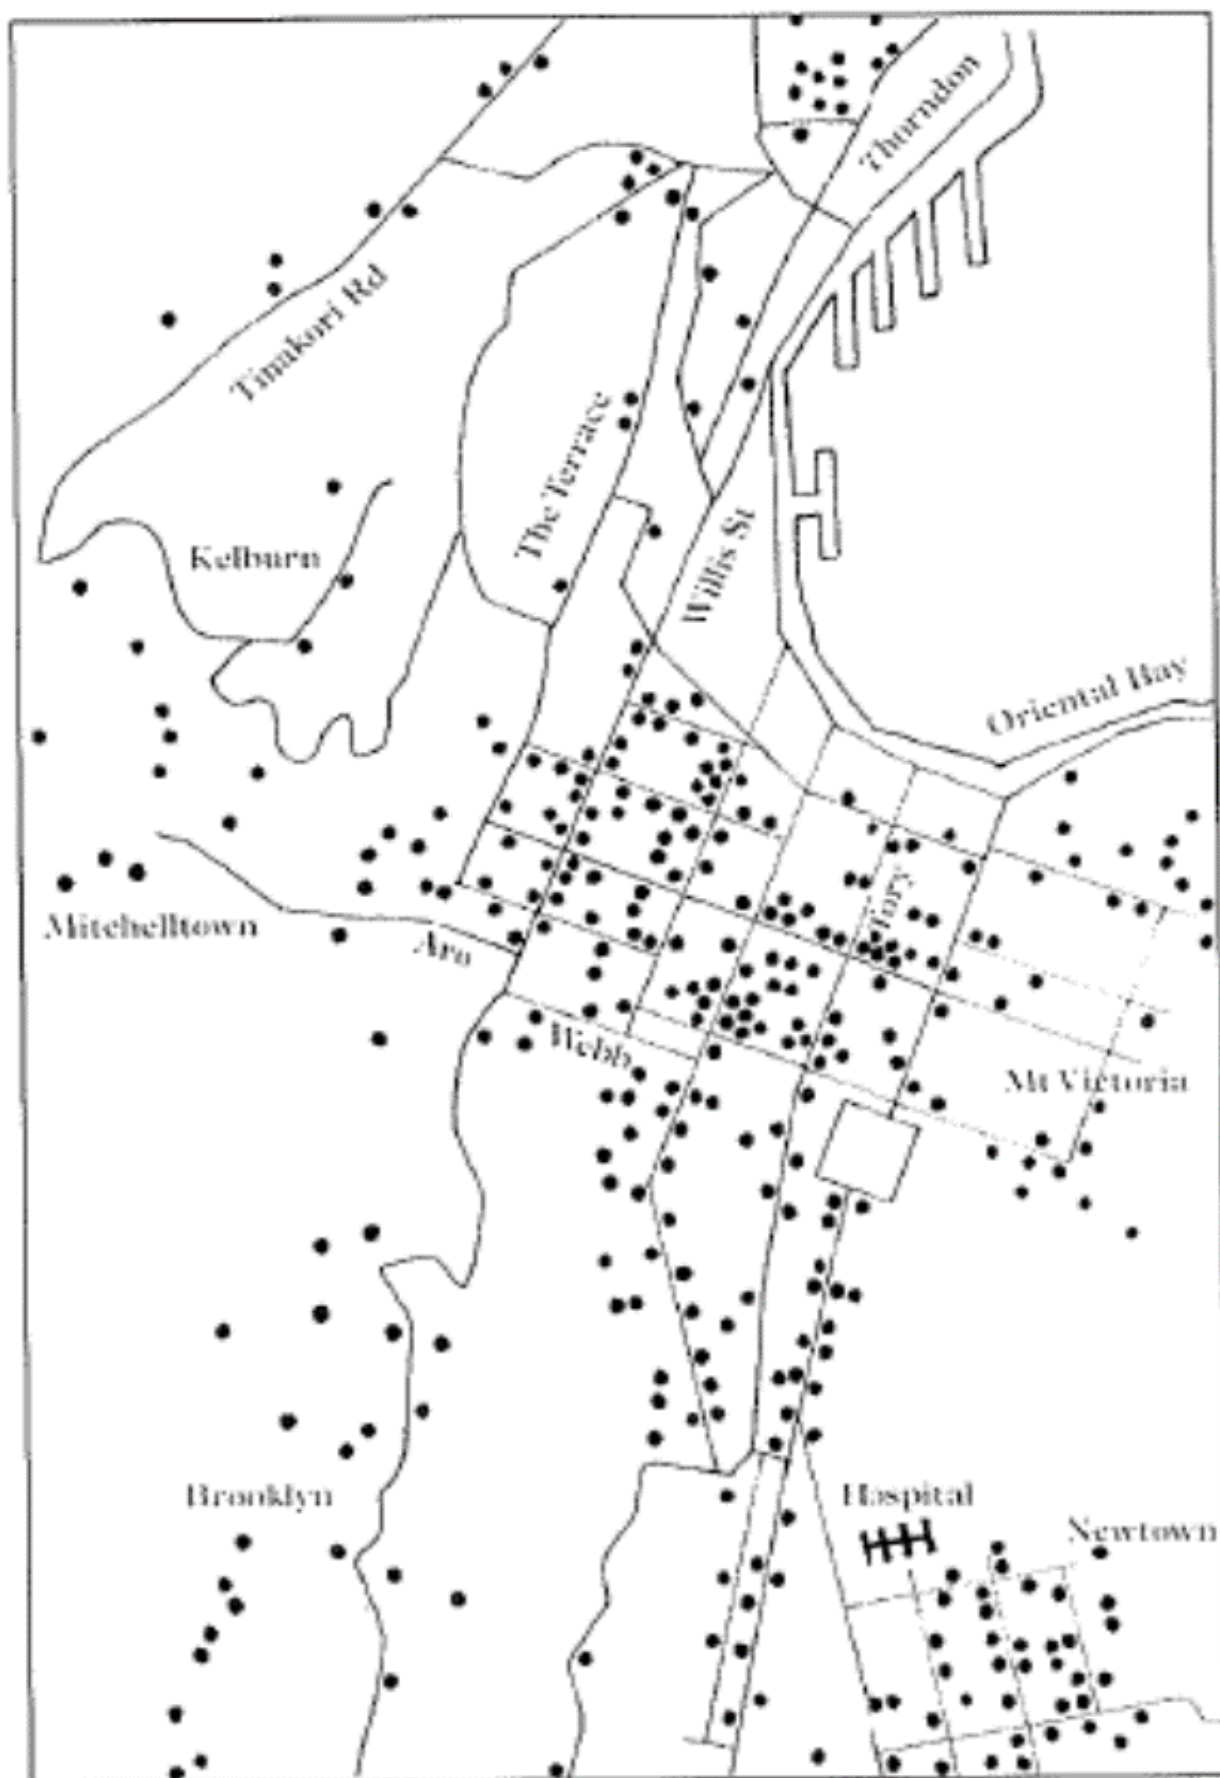 Thorndon
Tinakori Rd
The Terrace
Kelburn
Willis St
Oriental Bay
Tory
Mitchelltown
Aro
Webb
Mt Victoria
Brooklyn
Hospital
Newtown